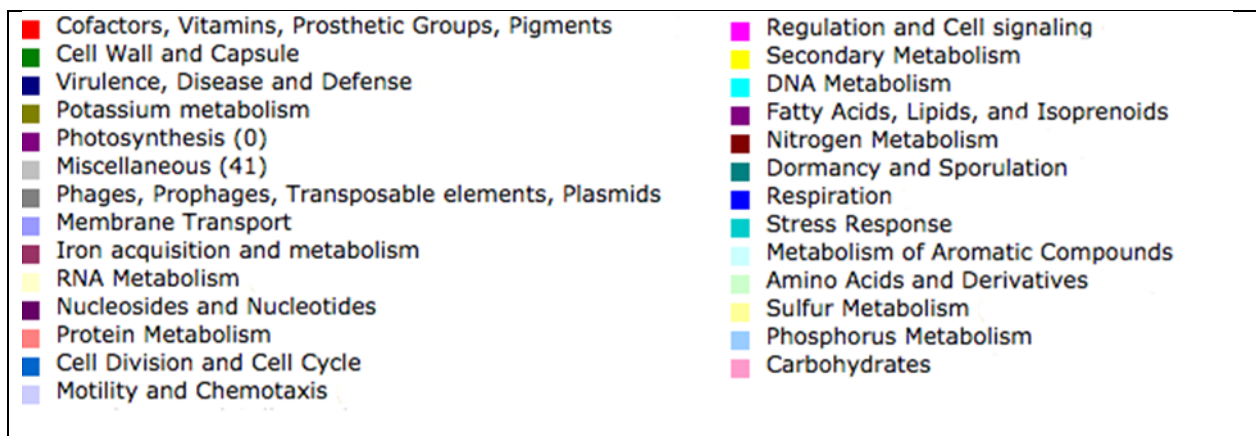 Cofactors, Vitamins, Prosthetic Groups, Pigments
Cell Wall and Capsule
Virulence, Disease and Defense
Potassium metabolism
Photosynthesis (0)
Miscellaneous (41)
Phages, Prophages, Transposable elements, Plasmids
Membrane Transport
Iron acquisition and metabolism
RNA Metabolism
Nucleosides and Nucleotides
Protein Metabolism
Cell Division and Cell Cycle
Motility and Chemotaxis
Regulation and Cell signaling
Secondary Metabolism
DNA Metabolism
Fatty Acids, Lipids, and Isoprenoids
Nitrogen Metabolism
Dormancy and Sporulation
Respiration
Stress Response
Metabolism of Aromatic Compounds
Amino Acids and Derivatives
Sulfur Metabolism
Phosphorus Metabolism
Carbohydrates